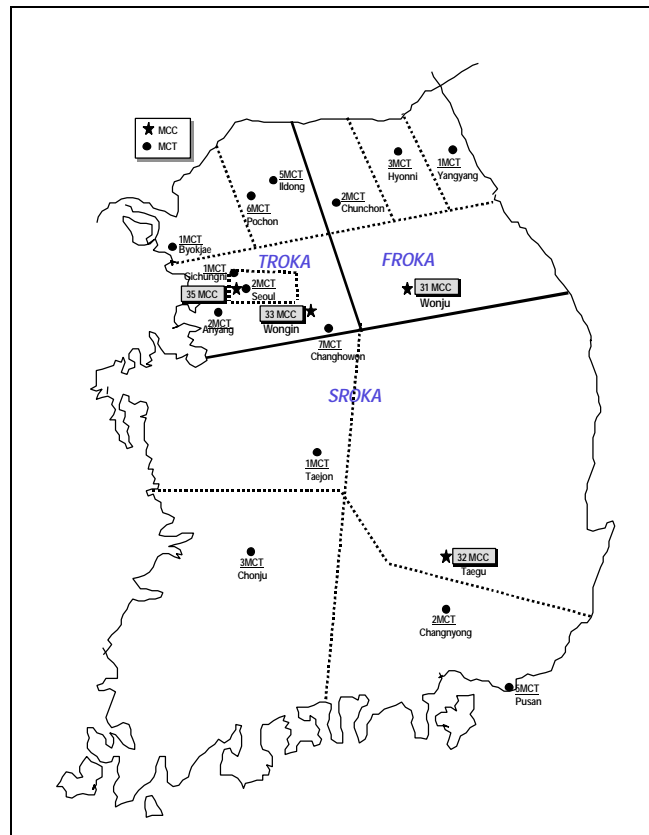 MCC
MCT
5MCT
Ildong
3MCT
Hyonni
1MCT
Yangyang
6MCT
Pochon
2MCT
Chunchon
1MCT
Byokjae
TROKA
FROKA
1MCT
Sichungni
2MCT
Seoul
35 MCC
31 MCC
Wonju
2MCT
Anyang
33 MCC
Wongin
7MCT
Changhowon
SROKA
1MCT
Taejon
3MCT
Chonju
32 MCC
Taegu
2MCT
Changnyong
5MCT
Pusan